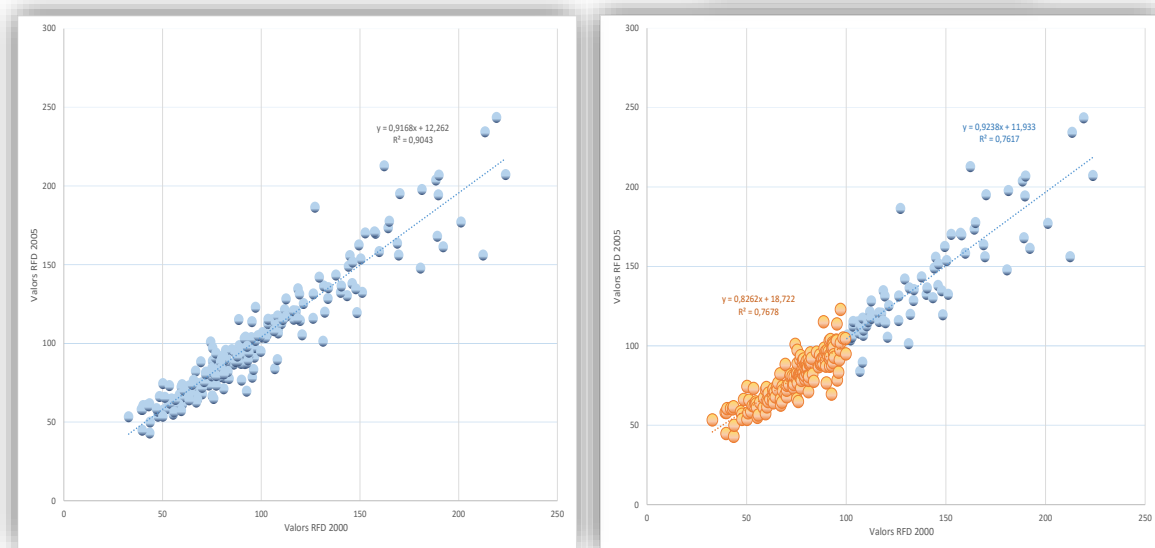 300
250
200
150
100
50
0
Valors RFD 2005
y = 0,9168x + 12,262
R² = 0,9043
0
50
100
150
200
250
Valors RFD 2000
300
250
200
150
100
50
0
Valors RFD 2005
y = 0,9238x + 11,933
R² = 0,7617
y = 0,8262x + 18,722
R² = 0,7678
0
50
100
150
200
250
Valors RFD 2000